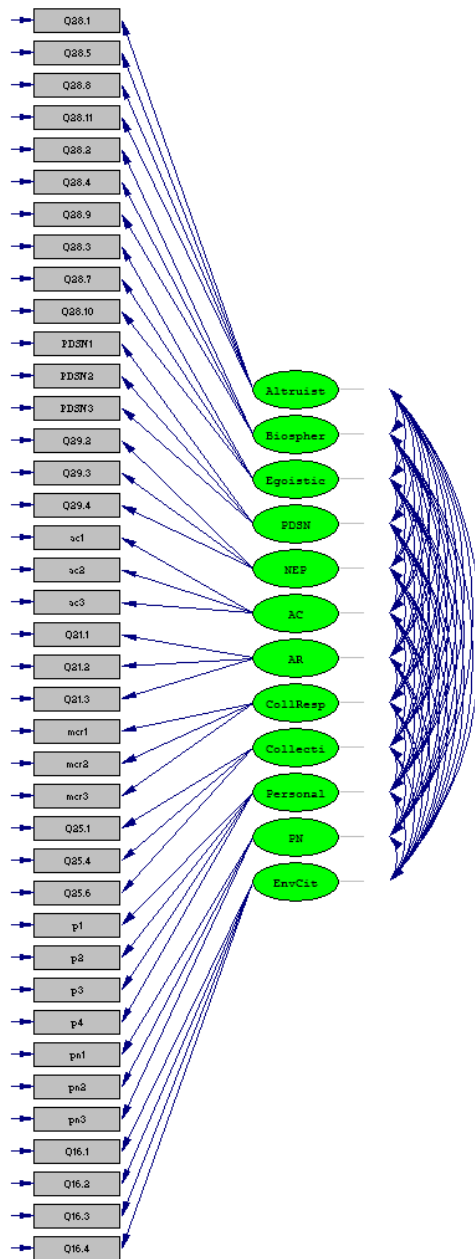 Q28.1
Q28.5
Q28.8
Q28.11
Q28.2
Q28.4
Q28.9
Q28.3
Q28.7
Q28.10
PDSN1
PDSN2
PDSN3
Q29.2
Q29.3
Q29.4
ac1
ac2
ac3
Q21.1
Q21.2
Q21.3
mcr1
mcr2
mcr3
Q25.1
Q25.4
Q25.6
p1
p2
p3
p4
pn1
pn2
pn3
Q16.1
Q16.2
Q16.3
Q16.4
Altruist
Biospher
Egoistic
PDSN
NEP
AC
AR
CollResp
Collecti
Personal
PN
EnvCit